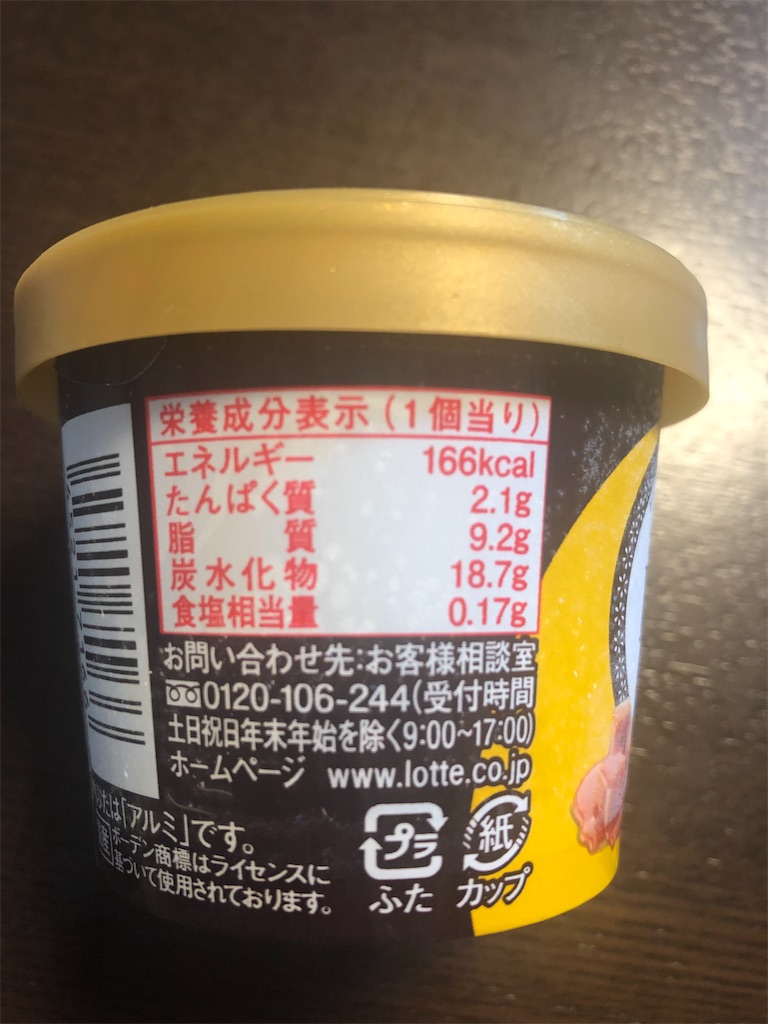 栄養成分表示(1個当り)
エネルギー 166kcal
たんぱく質 2.1g
脂質 9.2g
炭水化物 18.7g
食塩相当量 0.17g
お問い合わせ先:お客様相談室
0120-106-244(受付時間
土日祝日年末年始を除く9:00~17:00)
ホームページ www.lotte.co.jp
ふたは「アルミ」です。
ボーデン商標はライセンスに
基づいて使用されております。
プラ
ふた
紙
カップ